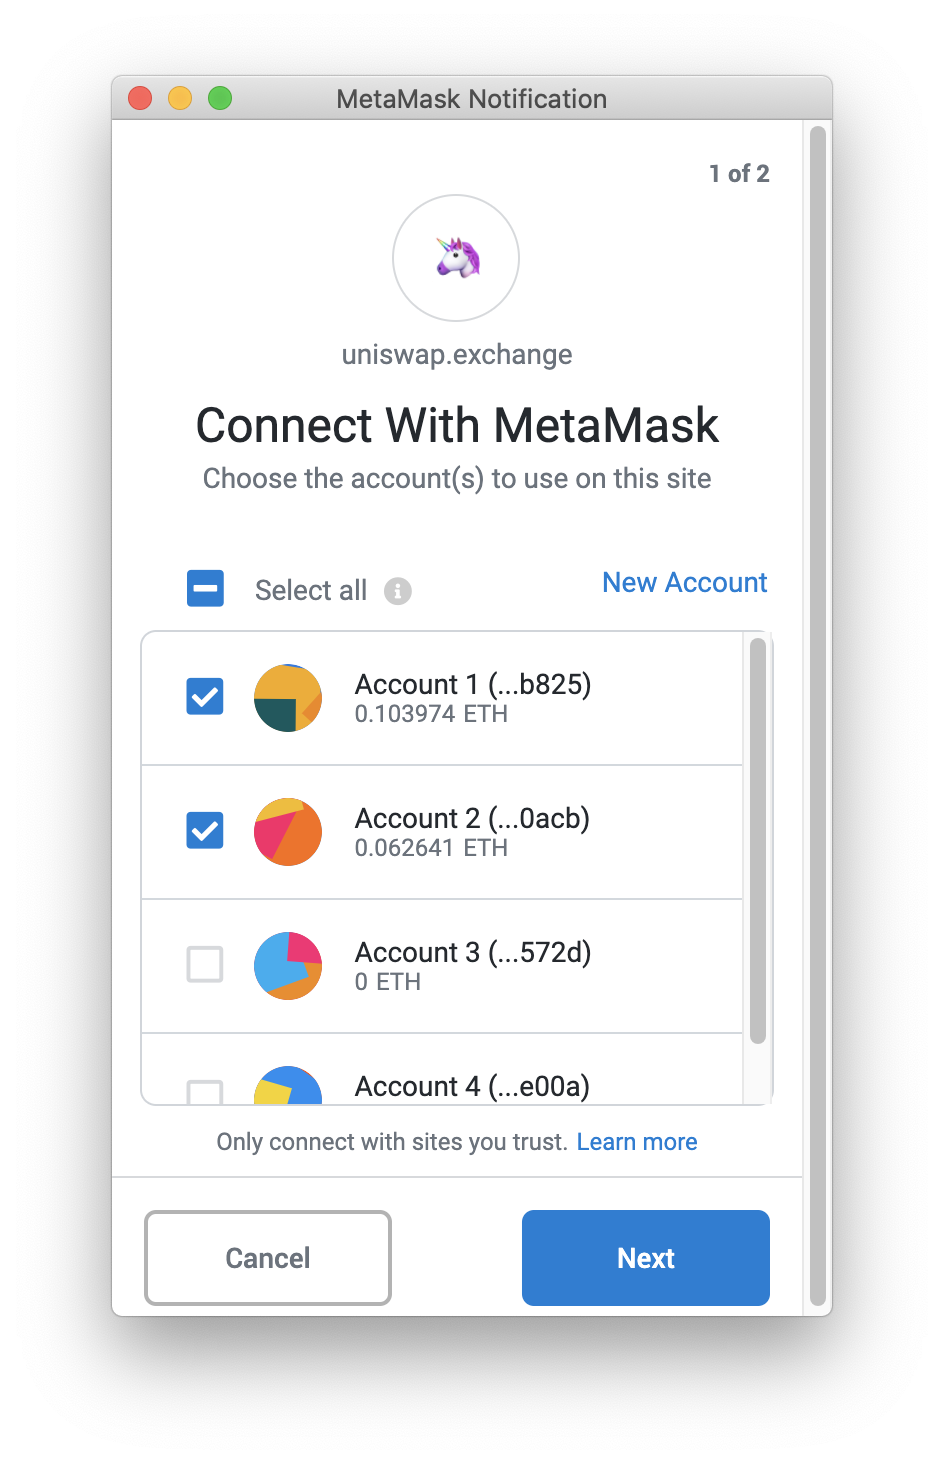 MetaMask Notification
1 of 2
uniswap.exchange
Connect With MetaMask
Choose the account(s) to use on this site
Select all
New Account
Account 1 (...b825)
0.103974 ETH
Account 2 (...0acb)
0.062641 ETH
Account 3 (...572d)
0 ETH
Account 4 (...e00a)
Only connect with sites you trust. Learn more
Cancel
Next